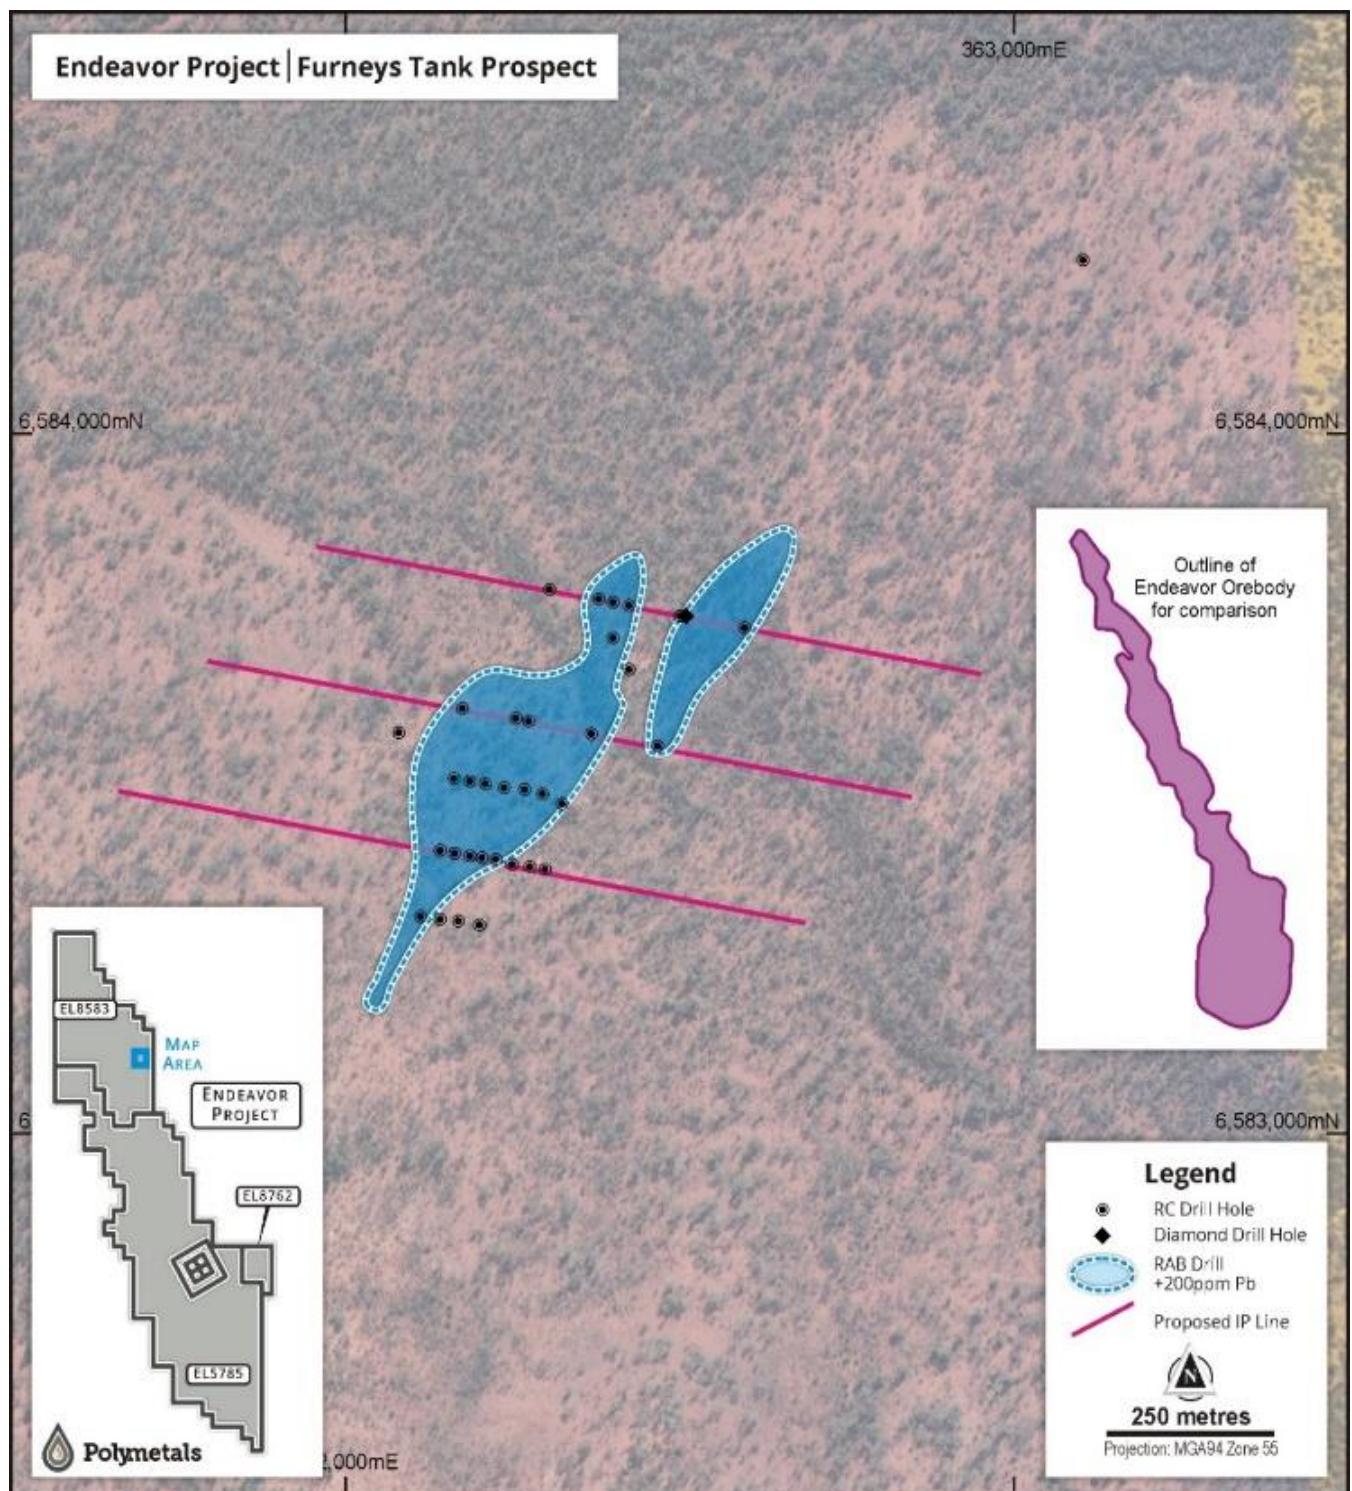 363,000mE
Endeavor Project | Furneys Tank Prospect
6,584,000mN
6,584,000mN
Outline of
Endeavor Orebody
for comparison
EL8583
MAP
AREA
ENDEAVOR
PROJECT
EL8762
EL5785
Polymetals
6
6,583,000mN
Legend
RC Drill Hole
Diamond Drill Hole
RAB Drill
+200ppm Pb
Proposed IP Line
N
250 metres
Projection: MGA94 Zone 55
2,000mE